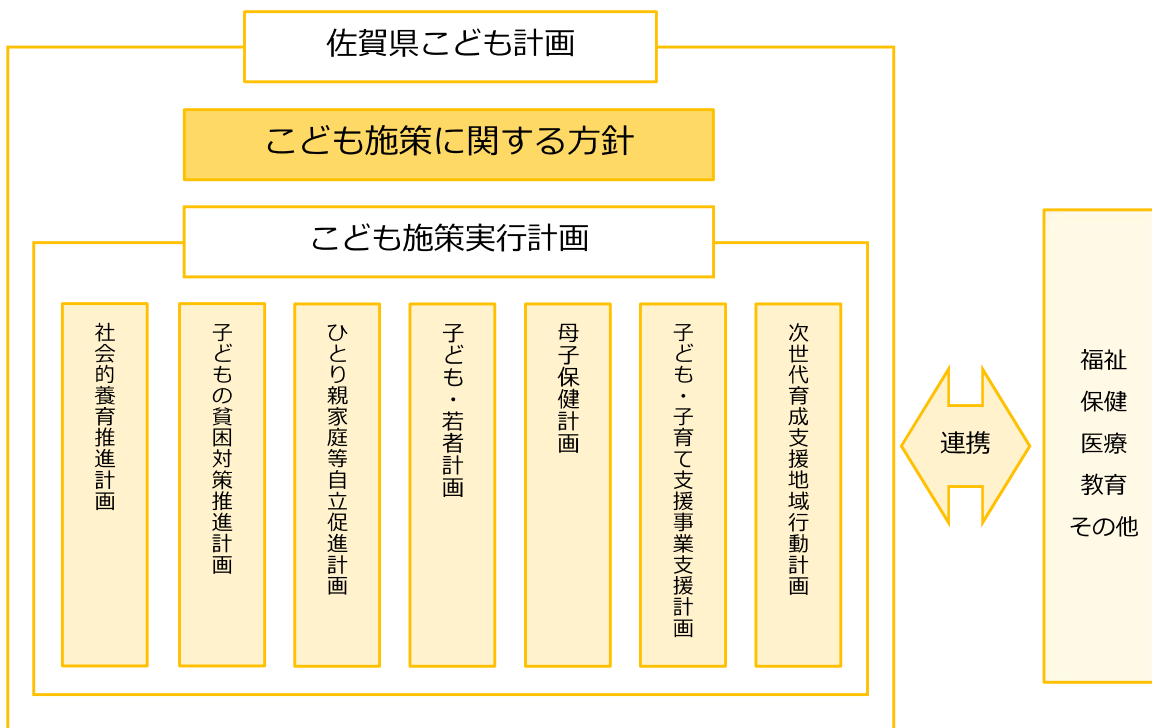 佐賀県こども計画
こども施策に関する方針
こども施策実行計画
社会的養育推進計画
子どもの貧困対策推進計画
ひとり親家庭等自立促進計画
子ども・若者計画
母子保健計画
子ども・子育て支援事業支援計画
次世代育成支援地域行動計画
連携
福祉
保健
医療
教育
その他